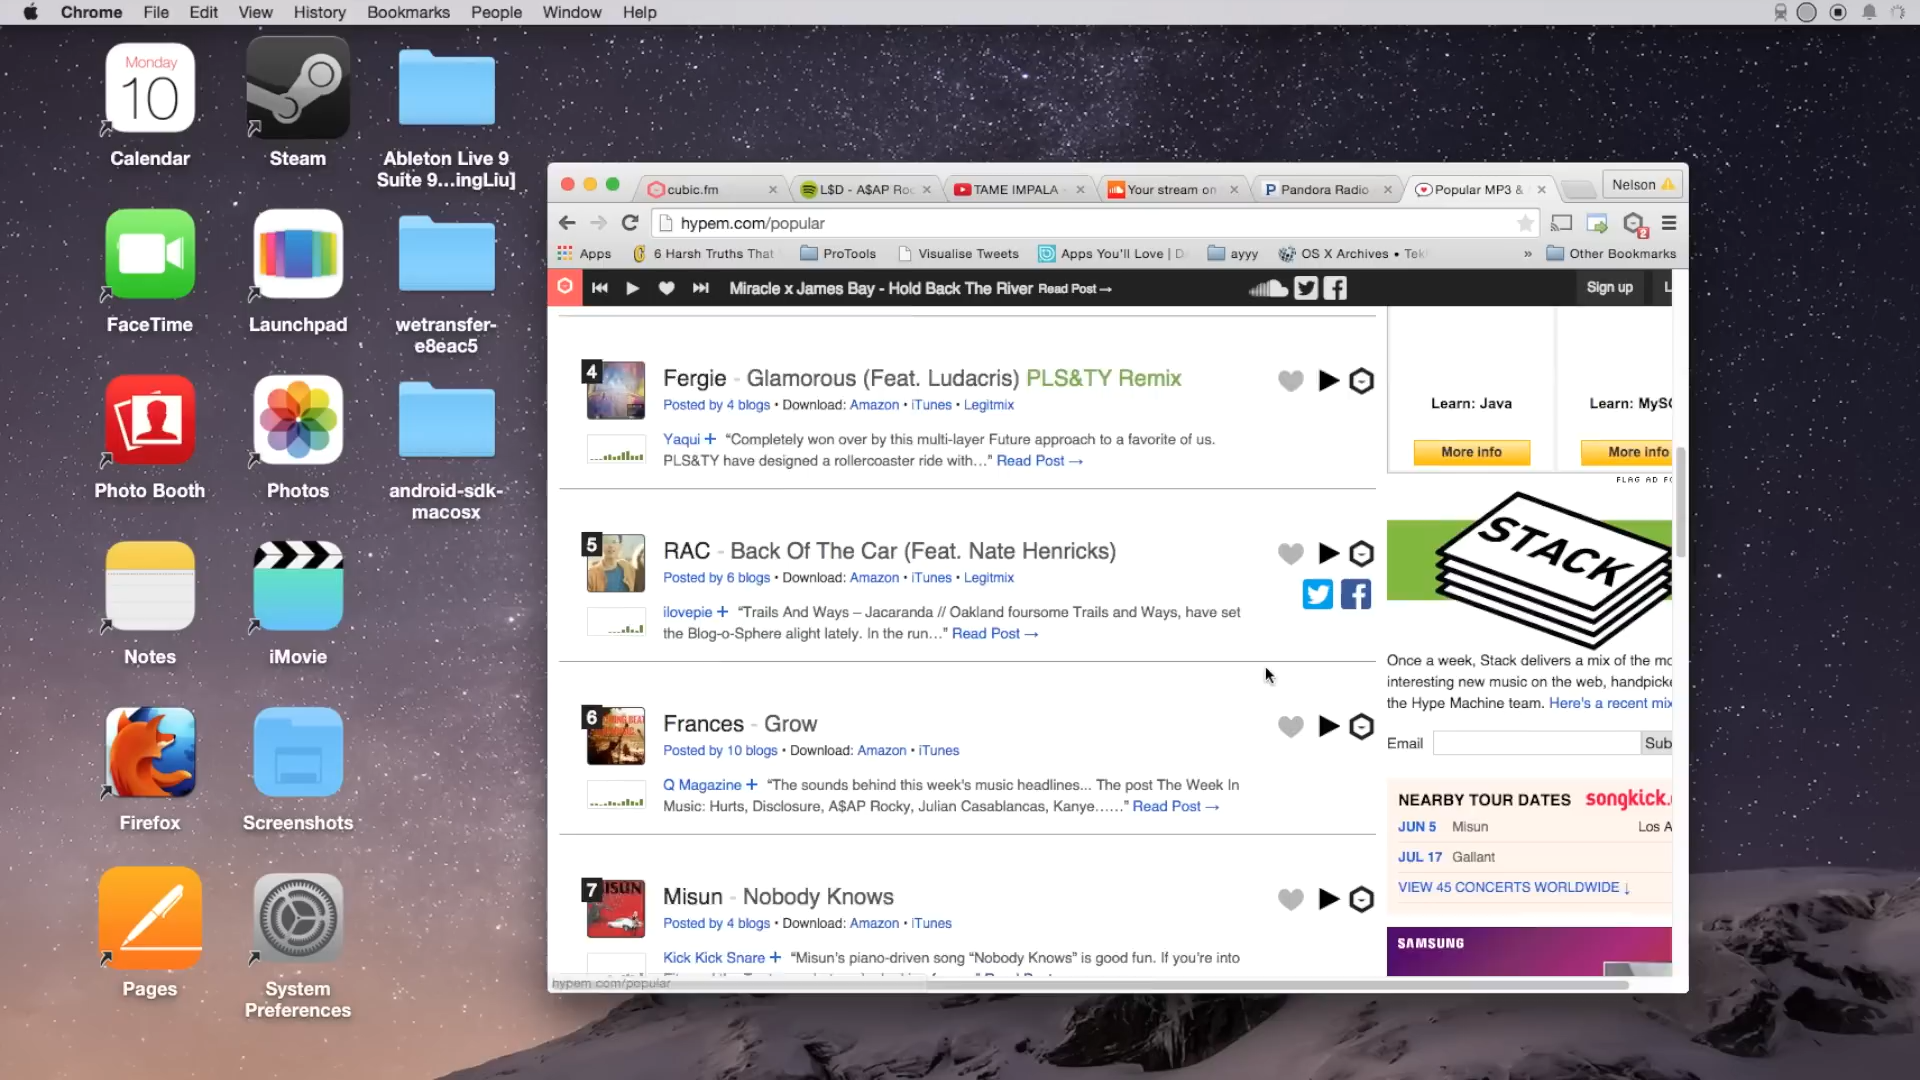 Chrome File Edit View History Bookmarks People Window Help
Monday
10
Calendar
Steam
Ableton Live 9
Suite 9...ingLiu]
FaceTime
Launchpad
wetransfer-
e8eac5
Photo Booth
Photos
android-sdk-
macosx
Notes
iMovie
Firefox
Screenshots
Pages
System
Preferences
cubic.fm
L$D - A$AP Roc
TAME IMPALA -
Your stream on
Pandora Radio
Popular MP3 &
Nelson
hypem.com/popular
Apps
6 Harsh Truths That
ProTools
Visualise Tweets
Apps You'll Love | D
ayyy
OS X Archives • Tek
»
Other Bookmarks
Miracle x James Bay - Hold Back The River Read Post →
Sign up
4
Fergie - Glamorous (Feat. Ludacris) PLS&TY Remix
Posted by 4 blogs • Download: Amazon • iTunes • Legitmix
Yaqui + “Completely won over by this multi-layer Future approach to a favorite of us.
PLS&TY have designed a rollercoaster ride with...” Read Post →
5
RAC - Back Of The Car (Feat. Nate Henricks)
Posted by 6 blogs • Download: Amazon • iTunes • Legitmix
ilovepie + “Trails And Ways – Jacaranda // Oakland foursome Trails and Ways, have set
the Blog-o-Sphere alight lately. In the run...” Read Post →
6
Frances - Grow
Posted by 10 blogs • Download: Amazon • iTunes
Q Magazine + “The sounds behind this week's music headlines... The post The Week In
Music: Hurts, Disclosure, A$AP Rocky, Julian Casablancas, Kanye......” Read Post →
7
MISUN
Misun - Nobody Knows
Posted by 4 blogs • Download: Amazon • iTunes
Kick Kick Snare + “Misun's piano-driven song “Nobody Knows” is good fun. If you're into
hypem.com/popular
Learn: Java
More info
Learn: MySQ
More info
FLAG AD FO
STACK
Once a week, Stack delivers a mix of the mo
interesting new music on the web, handpicke
the Hype Machine team. Here's a recent mix
Email
Sub
NEARBY TOUR DATES songkick.
JUN 5 Misun Los A
JUL 17 Gallant
VIEW 45 CONCERTS WORLDWIDE ↓
SAMSUNG